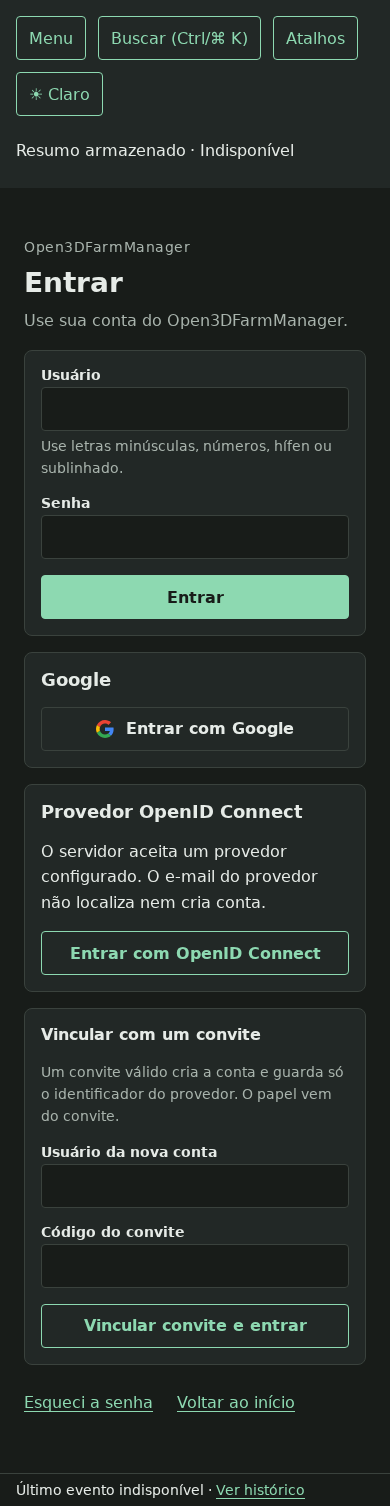 Menu
Buscar (Ctrl/⌘ K)
Atalhos
☀ Claro
Resumo armazenado · Indisponível
Open3DFarmManager
Entrar
Use sua conta do Open3DFarmManager.
Usuário
Use letras minúsculas, números, hífen ou
sublinhado.
Senha
Entrar
Google
Entrar com Google
Provedor OpenID Connect
O servidor aceita um provedor
configurado. O e-mail do provedor
não localiza nem cria conta.
Entrar com OpenID Connect
Vincular com um convite
Um convite válido cria a conta e guarda só
o identificador do provedor. O papel vem
do convite.
Usuário da nova conta
Código do convite
Vincular convite e entrar
Esqueci a senha
Voltar ao início
Último evento indisponível · Ver histórico